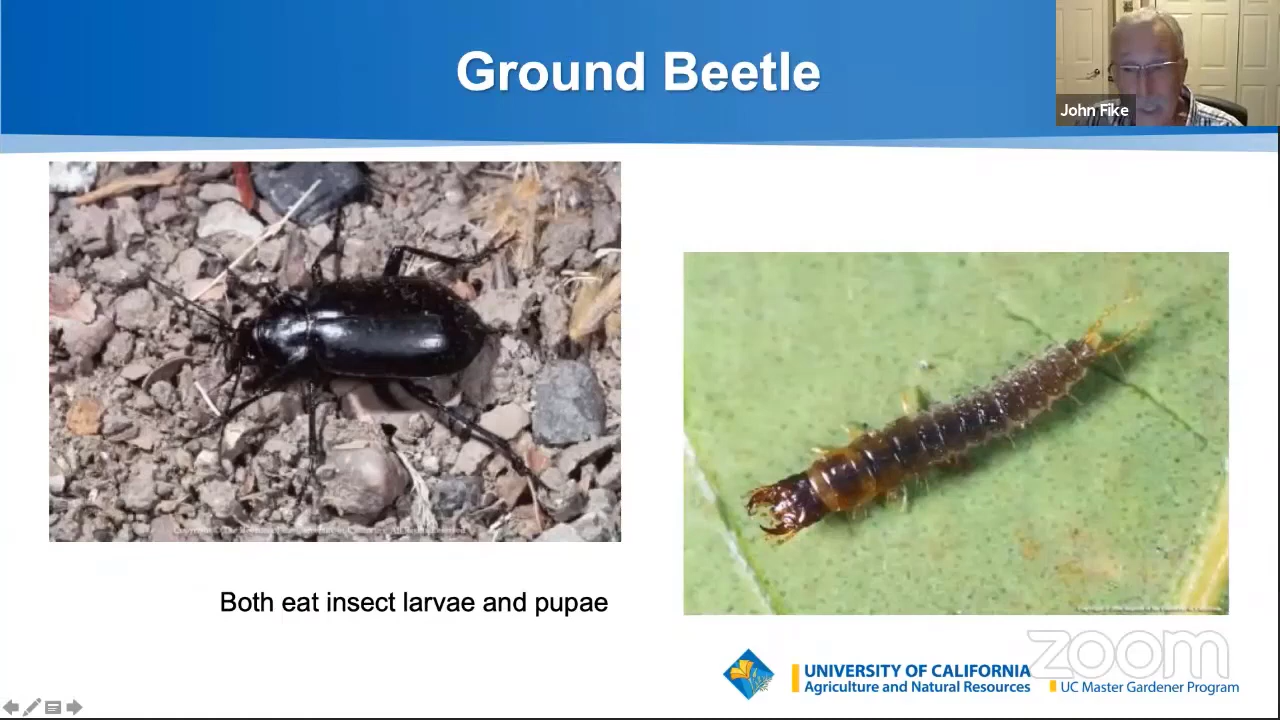 Ground Beetle
John Fike
Both eat insect larvae and pupae
zoom
UNIVERSITY OF CALIFORNIA
Agriculture and Natural Resources
UC Master Gardener Program